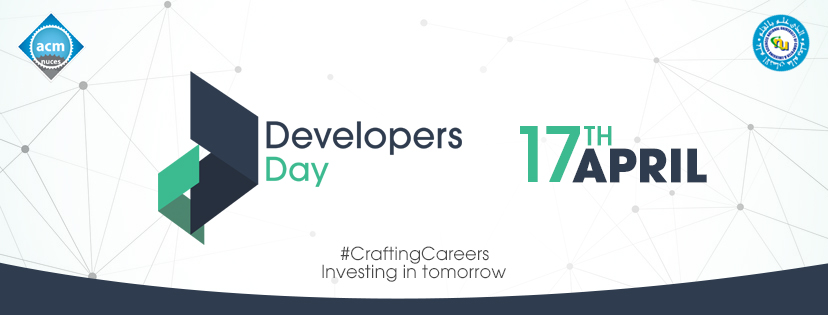 acm
nuces
Developers
Day
17TH
APRIL
#CraftingCareers
Investing in tomorrow